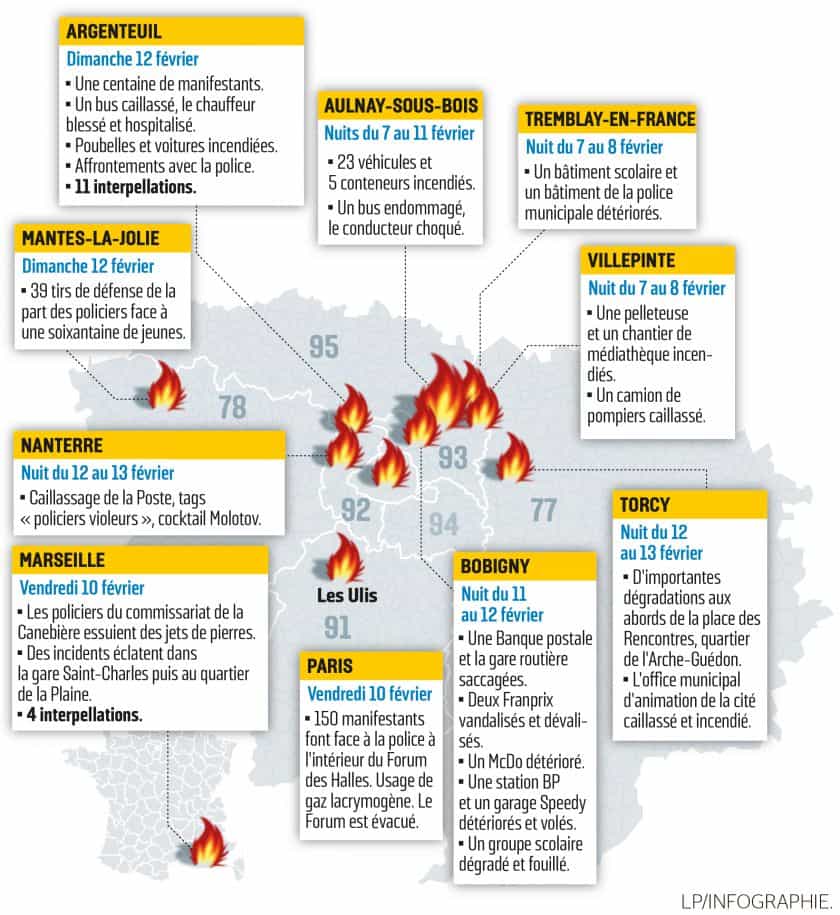 ARGENTEUIL
Dimanche 12 février
▪ Une centaine de manifestants.
▪ Un bus caillassé, le chauffeur
blessé et hospitalisé.
▪ Poubelles et voitures incendiées.
▪ Affrontements avec la police.
▪ 11 interpellations.
AULNAY-SOUS-BOIS
Nuits du 7 au 11 février
▪ 23 véhicules et
5 conteneurs incendiés.
▪ Un bus endommagé,
le conducteur choqué.
TREMBLAY-EN-FRANCE
Nuit du 7 au 8 février
▪ Un bâtiment scolaire et
un bâtiment de la police
municipale détériorés.
MANTES-LA-JOLIE
Dimanche 12 février
▪ 39 tirs de défense de la
part des policiers face à
une soixantaine de jeunes.
VILLEPINTE
Nuit du 7 au 8 février
▪ Une pelleteuse
et un chantier de
médiathèque incen-
diés.
▪ Un camion de
pompiers caillassé.
95
78
93
92
94
77
Les Ulis
91
NANTERRE
Nuit du 12 au 13 février
▪ Caillassage de la Poste, tags
« policiers violeurs », cocktail Molotov.
MARSEILLE
Vendredi 10 février
▪ Les policiers du commissariat de la
Canebière essuient des jets de pierres.
▪ Des incidents éclatent dans
la gare Saint-Charles puis au quartier
de la Plaine.
▪ 4 interpellations.
PARIS
Vendredi 10 février
▪ 150 manifestants
font face à la police à
l'intérieur du Forum
des Halles. Usage de
gaz lacrymogène. Le
Forum est évacué.
BOBIGNY
Nuit du 11
au 12 février
▪ Une Banque postale
et la gare routière
saccagées.
▪ Deux Franprix
vandalisés et dévali-
sés.
▪ Un McDo détérioré.
▪ Une station BP
et un garage Speedy
détériorés et volés.
▪ Un groupe scolaire
dégradé et fouillé.
TORCY
Nuit du 12
au 13 février
▪ D'importantes
dégradations aux
abords de la place des
Rencontres, quartier
de l'Arche-Guédon.
▪ L'office municipal
d'animation de la cité
caillassé et incendié.
LP/INFOGRAPHIE.